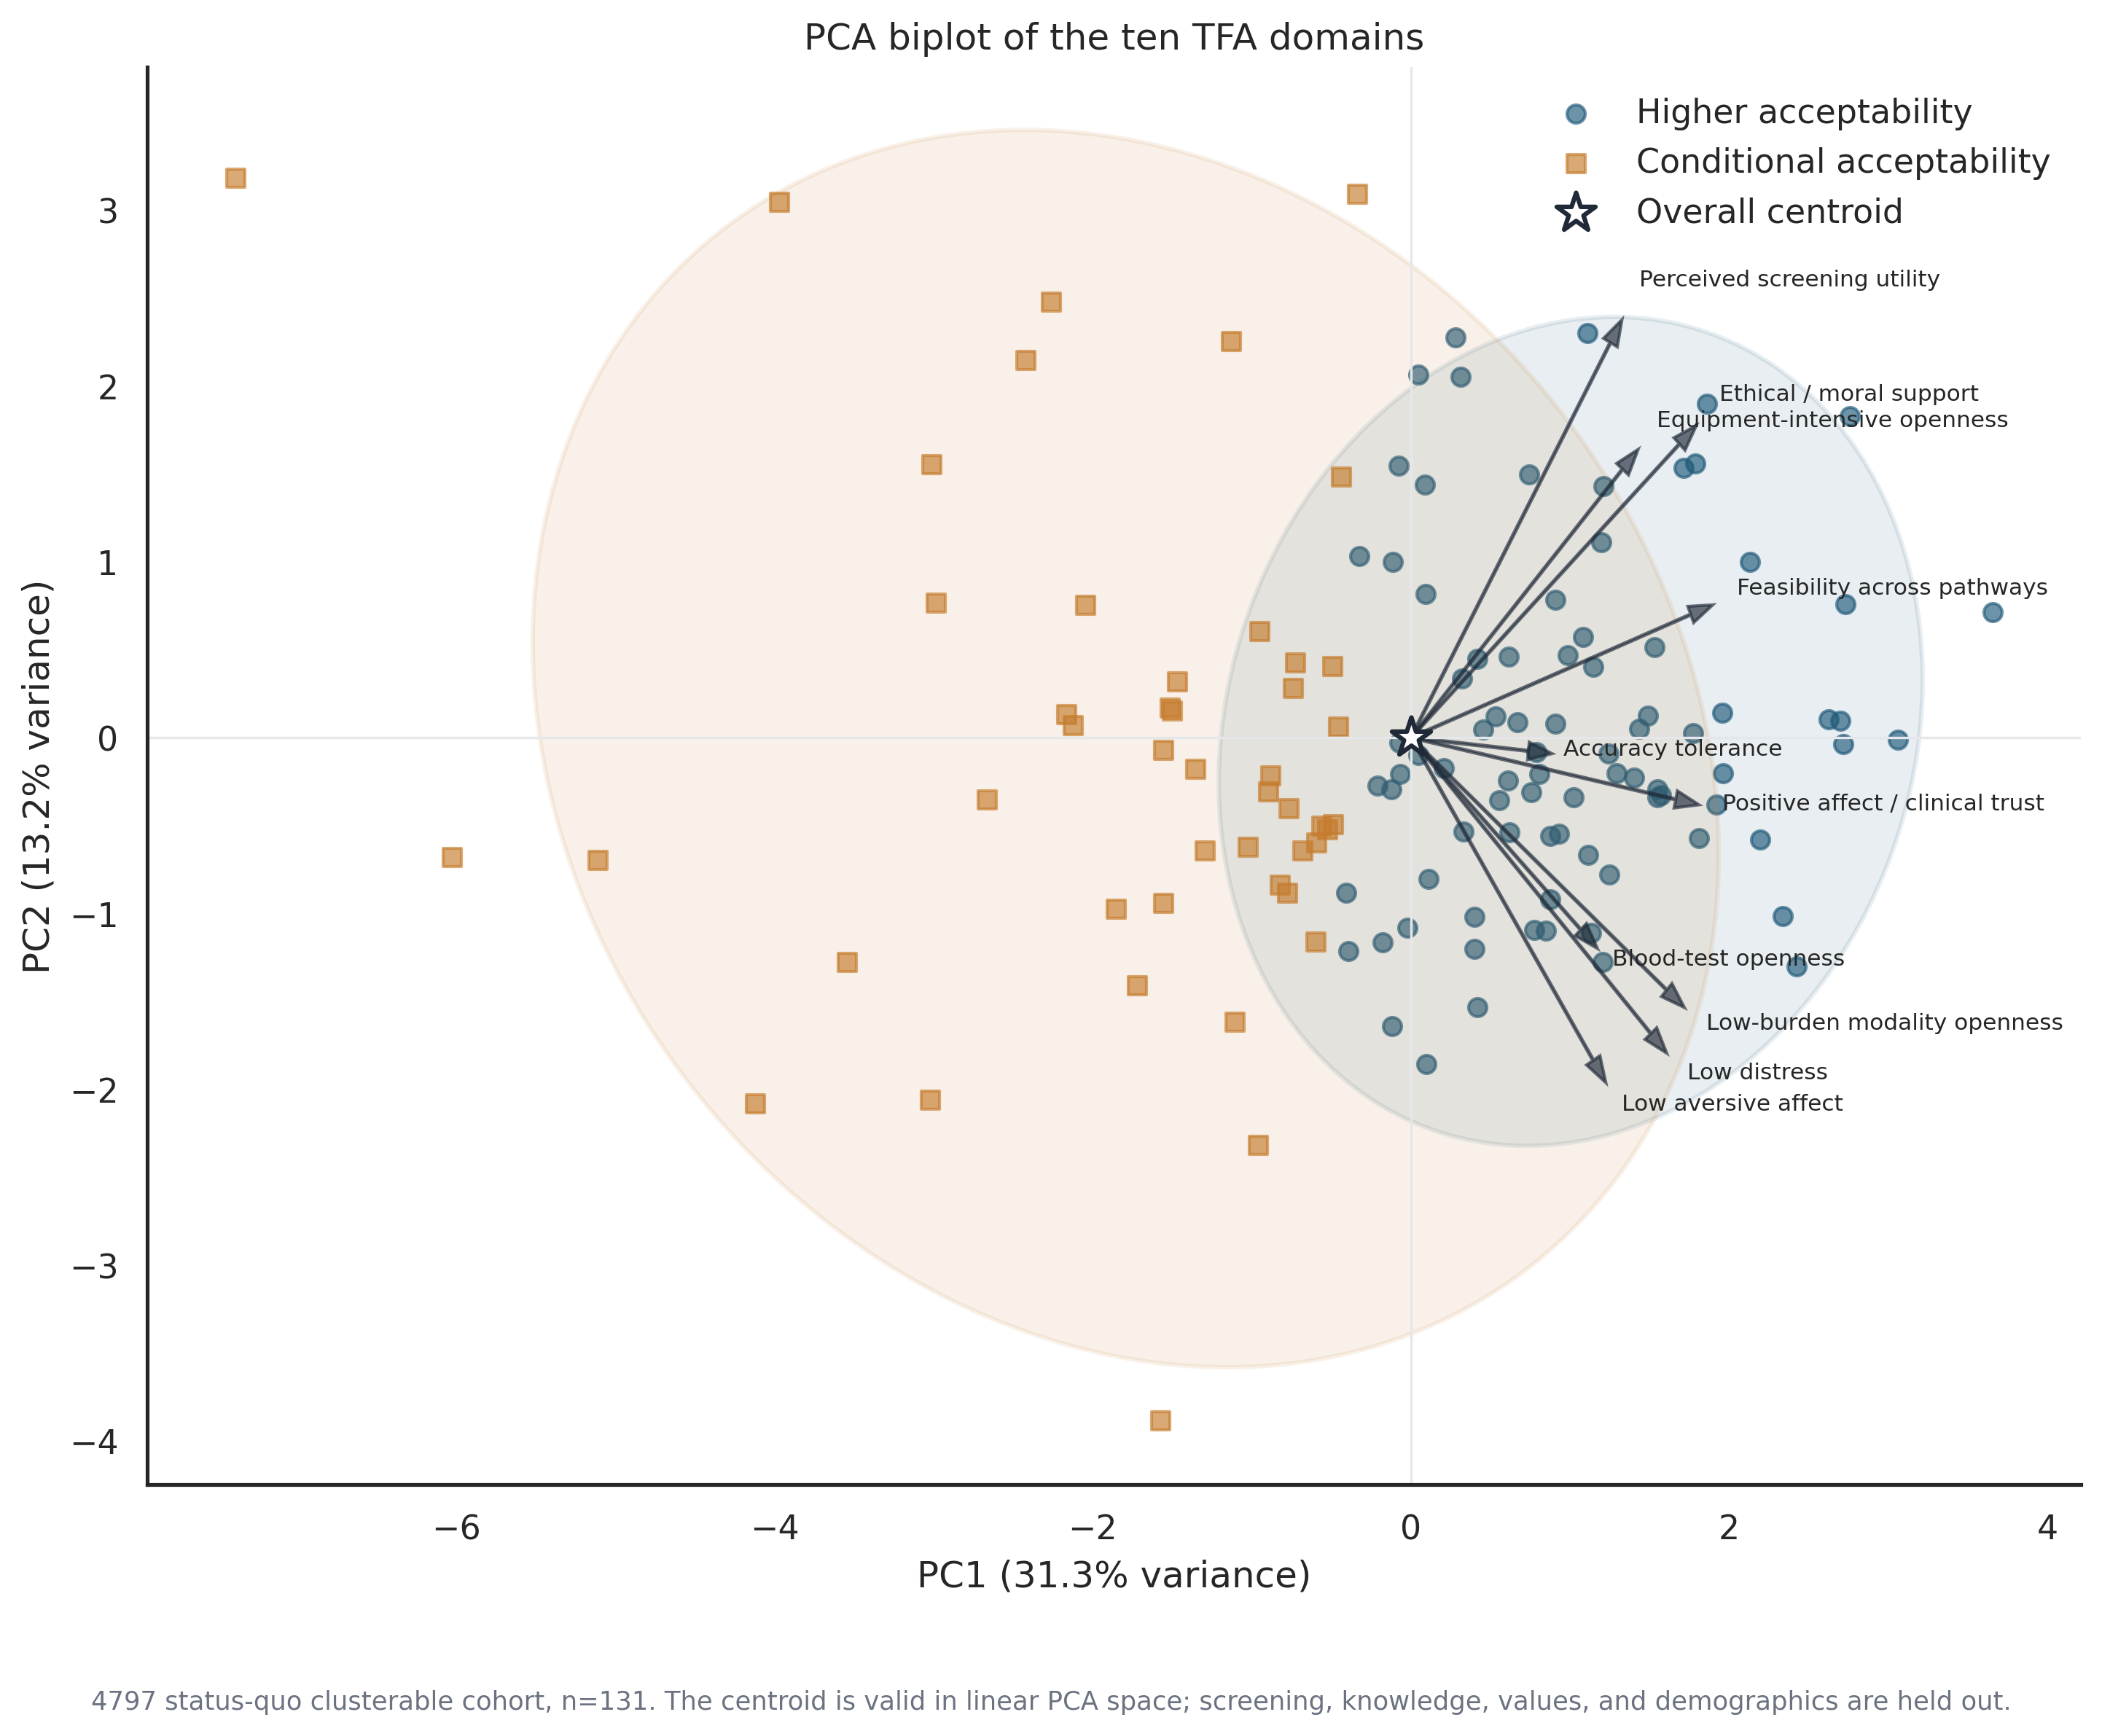 PCA biplot of the ten TFA domains
Higher acceptability
Conditional acceptability
Overall centroid
Perceived screening utility
Ethical / moral support
Equipment-intensive openness
Feasibility across pathways
Accuracy tolerance
Positive affect / clinical trust
Blood-test openness
Low-burden modality openness
Low distress
Low aversive affect
PC2 (13.2% variance)
3
2
1
0
−1
−2
−3
−4
−6
−4
−2
0
2
4
PC1 (31.3% variance)
4797 status-quo clusterable cohort, n=131. The centroid is valid in linear PCA space; screening, knowledge, values, and demographics are held out.